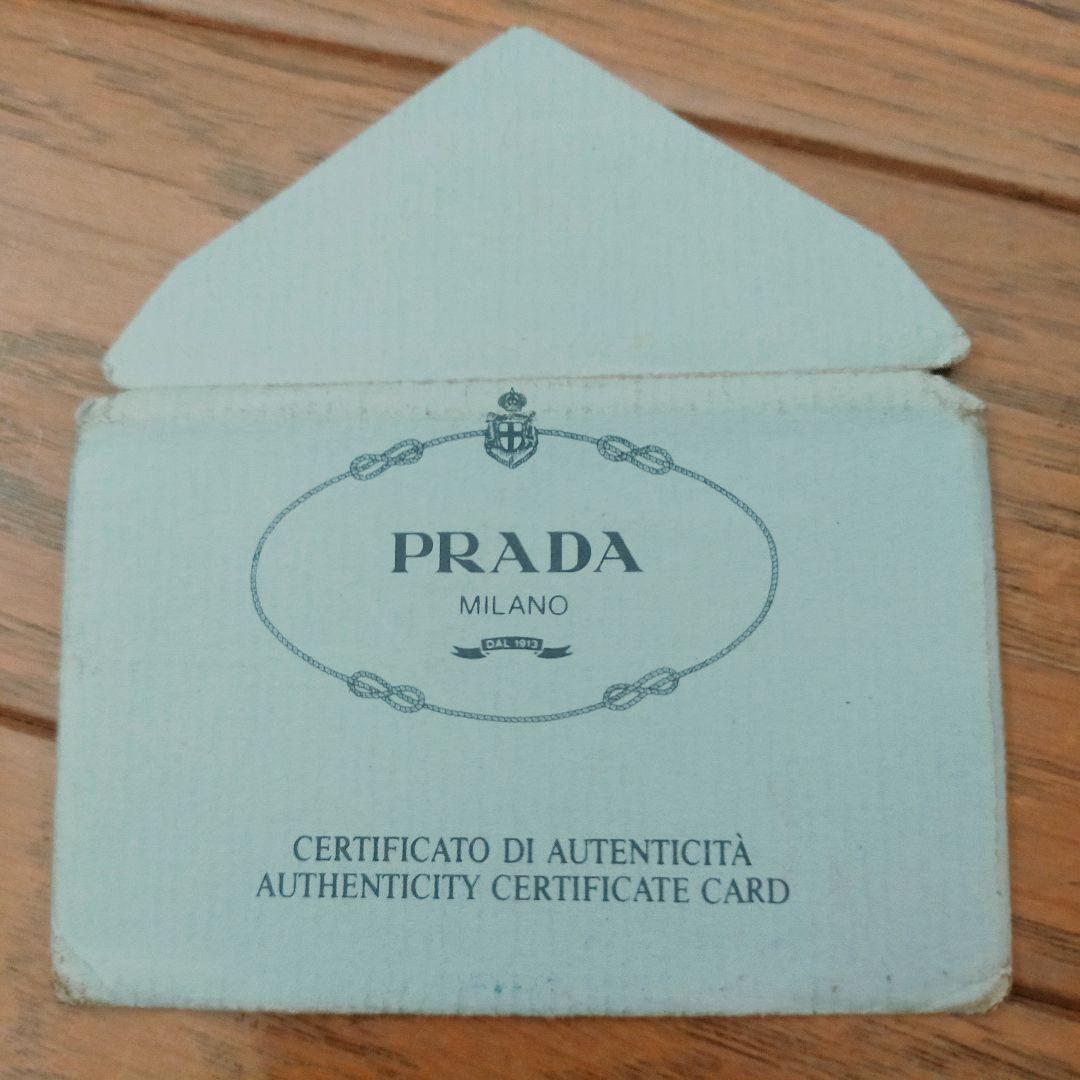 PRADA
MILANO
DAL 1913
CERTIFICATO DI AUTENTICITÀ
AUTHENTICITY CERTIFICATE CARD